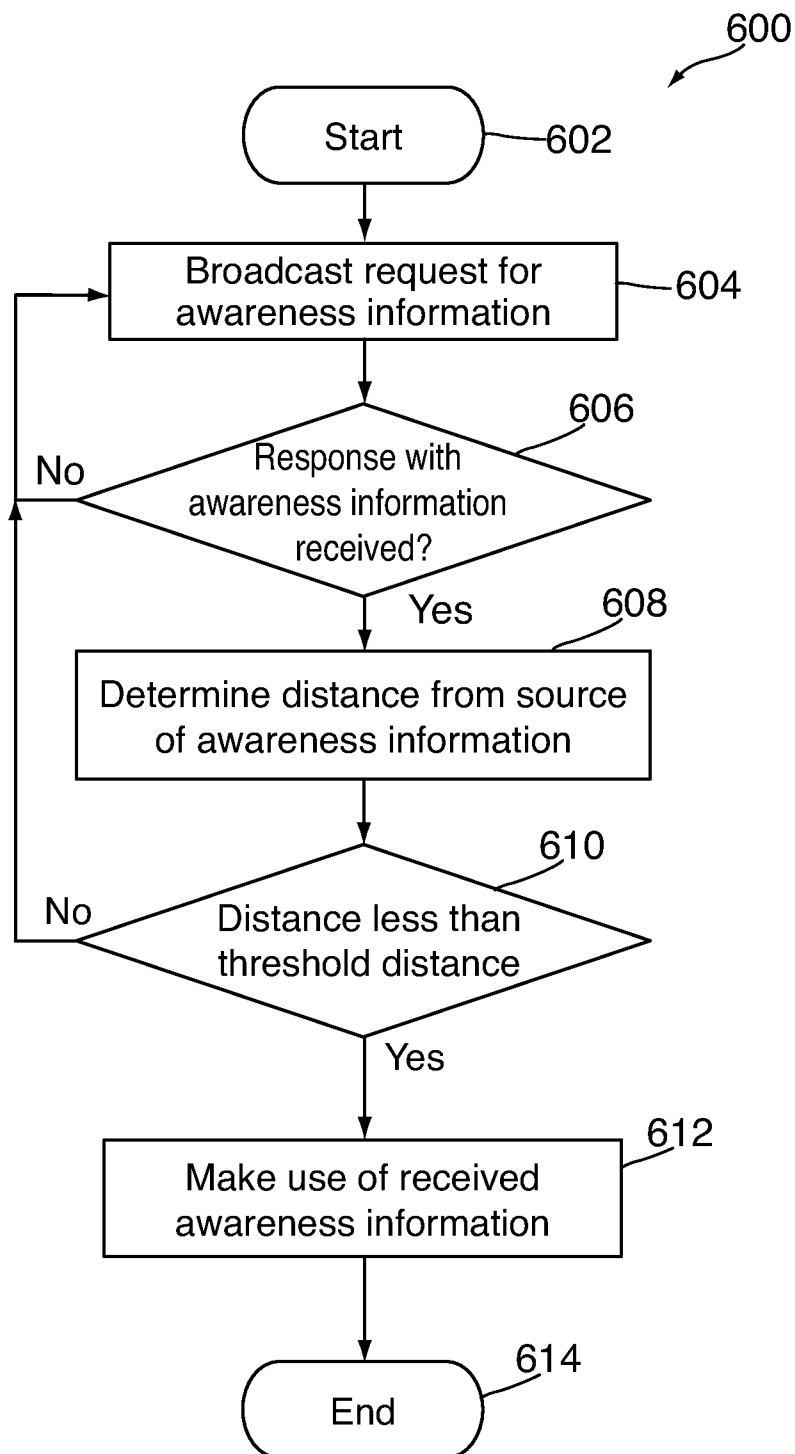 600
Start
602
Broadcast request for
awareness information
604
606
Response with
awareness information
received?
No
Yes
608
Determine distance from source
of awareness information
610
No
Distance less than
threshold distance
Yes
612
Make use of received
awareness information
614
End